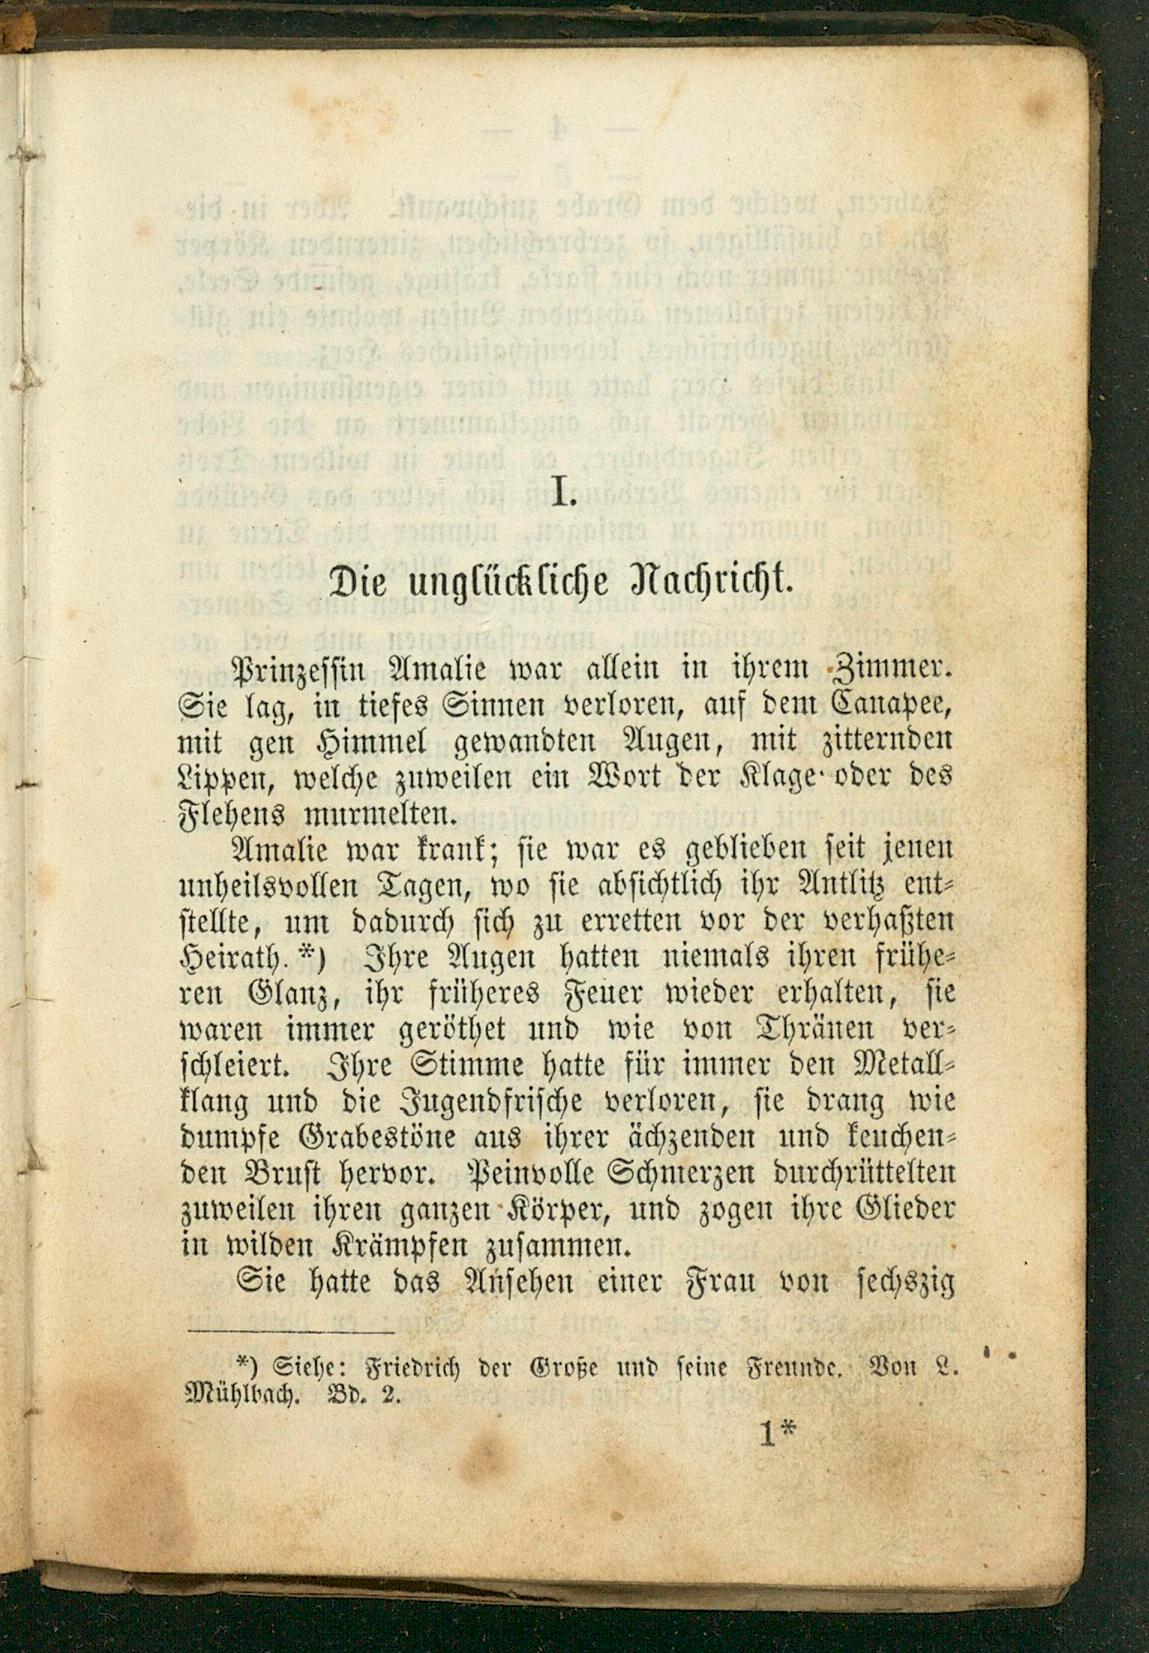 I.
Die unglückliche Nachricht.
Prinzessin Amalie war allein in ihrem Zimmer.
Sie lag, in tiefes Sinnen verloren, auf dem Canapee,
mit gen Himmel gewandten Augen, mit zitternden
Lippen, welche zuweilen ein Wort der Klage oder des
Flehens murmelten.
Amalie war krank; sie war es geblieben seit jenen
unheilsvollen Tagen, wo sie absichtlich ihr Antlitz ent-
stellte, um dadurch sich zu erretten vor der verhaßten
Heirath.*) Ihre Augen hatten niemals ihren frühe-
ren Glanz, ihr früheres Feuer wieder erhalten, sie
waren immer geröthet und wie von Thränen ver-
schleiert. Ihre Stimme hatte für immer den Metall-
klang und die Jugendfrische verloren, sie drang wie
dumpfe Grabestöne aus ihrer ächzenden und keuchen-
den Brust hervor. Peinvolle Schmerzen durchrüttelten
zuweilen ihren ganzen Körper, und zogen ihre Glieder
in wilden Krämpfen zusammen.
Sie hatte das Ansehen einer Frau von sechszig
*) Siehe: Friedrich der Große und seine Freunde. Von L.
Mühlbach. Bd. 2.
1*